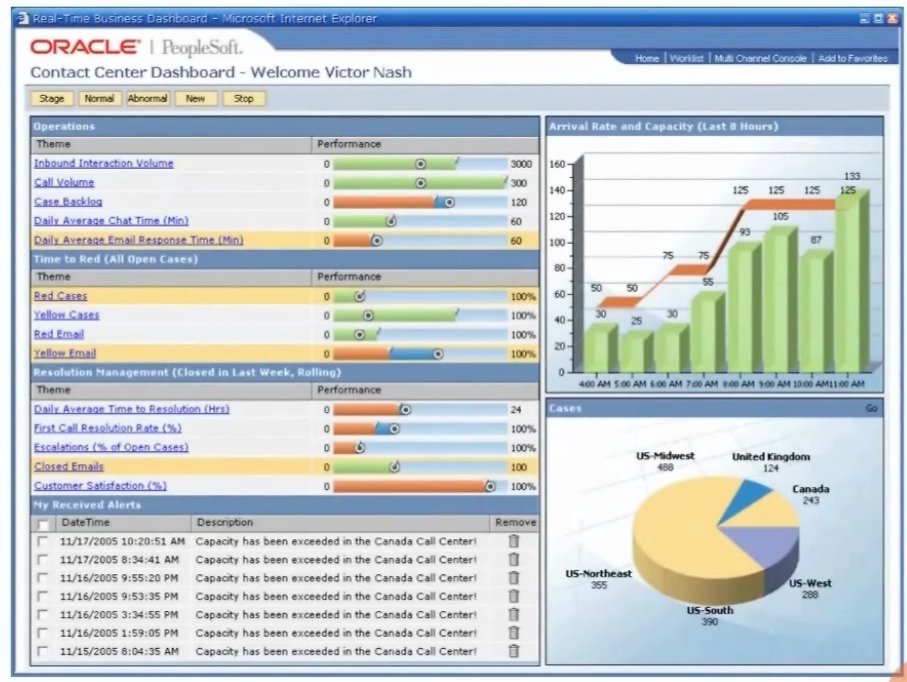 Real-Time Business Dashboard - Microsoft Internet Explorer
ORACLE | PeopleSoft.
Home | Worklist | Multi Channel Console | Add to Favorites
Contact Center Dashboard - Welcome Victor Nash
Stage Normal Abnormal New Stop
Operations
Theme Performance
Inbound Interaction Volume 0 3000
Call Volume 0 300
Case Backlog 0 120
Daily Average Chat Time (Min) 0 60
Daily Average Email Response Time (Min) 0 60
Time to Red (All Open Cases)
Theme Performance
Red Cases 0 100%
Yellow Cases 0 100%
Red Email 0 100%
Yellow Email 0 100%
Resolution Management (Closed in Last Week, Rolling)
Theme Performance
Daily Average Time to Resolution (Hrs) 0 24
First Call Resolution Rate (%) 0 100%
Escalations (% of Open Cases) 0 100%
Closed Emails 0 100
Customer Satisfaction (%) 0 100%
My Received Alerts
DateTime Description Remove
11/17/2005 10:20:51 AM Capacity has been exceeded in the Canada Call Center!
11/17/2005 8:34:41 AM Capacity has been exceeded in the Canada Call Center!
11/16/2005 9:55:20 PM Capacity has been exceeded in the Canada Call Center!
11/16/2005 9:53:35 PM Capacity has been exceeded in the Canada Call Center!
11/16/2005 3:34:55 PM Capacity has been exceeded in the Canada Call Center!
11/16/2005 1:59:05 PM Capacity has been exceeded in the Canada Call Center!
11/15/2005 8:04:35 AM Capacity has been exceeded in the Canada Call Center!
Arrival Rate and Capacity (Last 8 Hours)
160
140
120
100
80
60
40
20
0
50 50 75 75 125 125 125 125
30 25 30 55 93 105 87 133
4:00 AM 5:00 AM 6:00 AM 7:00 AM 8:00 AM 9:00 AM 10:00 AM 11:00 AM
Cases Go
US-Midwest
488
United Kingdom
124
Canada
243
US-Northeast
355
US-West
288
US-South
390